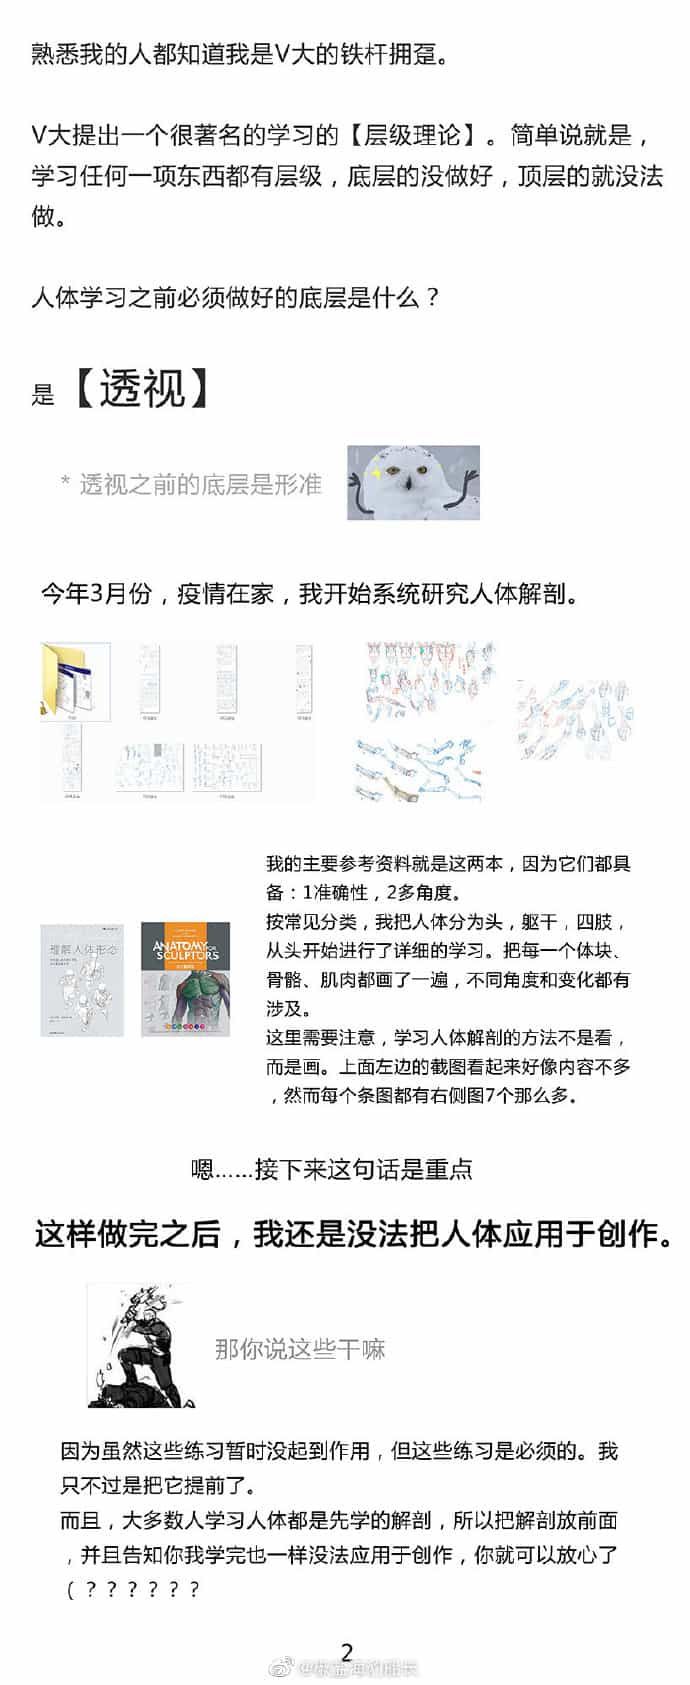 熟悉我的人都知道我是V大的铁杆拥趸。
V大提出一个很著名的学习的【层级理论】。简单说就是，
学习任何一项东西都有层级，底层的没做好，顶层的就没法
做。
人体学习之前必须做好的底层是什么？
是【透视】
* 透视之前的底层是形准
今年3月份，疫情在家，我开始系统研究人体解剖。
我的主要参考资料就是这两本，因为它们都具
备：1准确性，2多角度。
按常见分类，我把人体分为头，躯干，四肢，
从头开始进行了详细的学习。把每一个体块、
骨骼、肌肉都画了一遍，不同角度和变化都有
涉及。
这里需要注意，学习人体解剖的方法不是看，
而是画。上面左边的截图看起来好像内容不多
，然而每个条图都有右侧图7个那么多。
理解人体形态
ANATOMY FOR
SCULPTORS
嗯……接下来这句话是重点
这样做完之后，我还是没法把人体应用于创作。
那你说这些干嘛
因为虽然这些练习暂时没起到作用，但这些练习是必须的。我
只不过是把它提前了。
而且，大多数人学习人体都是先学的解剖，所以把解剖放前面
，并且告知你我学完也一样没法应用于创作，你就可以放心了
（？？？？？？
2